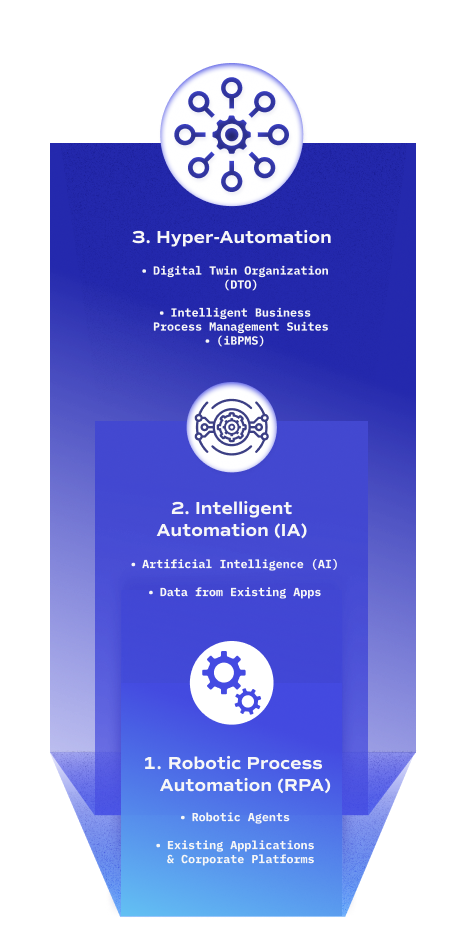 3. Hyper-Automation
• Digital Twin Organization
(DTO)
• Intelligent Business
Process Management Suites
• (iBPMS)
2. Intelligent
Automation (IA)
• Artificial Intelligence (AI)
• Data from Existing Apps
1. Robotic Process
Automation (RPA)
• Robotic Agents
• Existing Applications
& Corporate Platforms